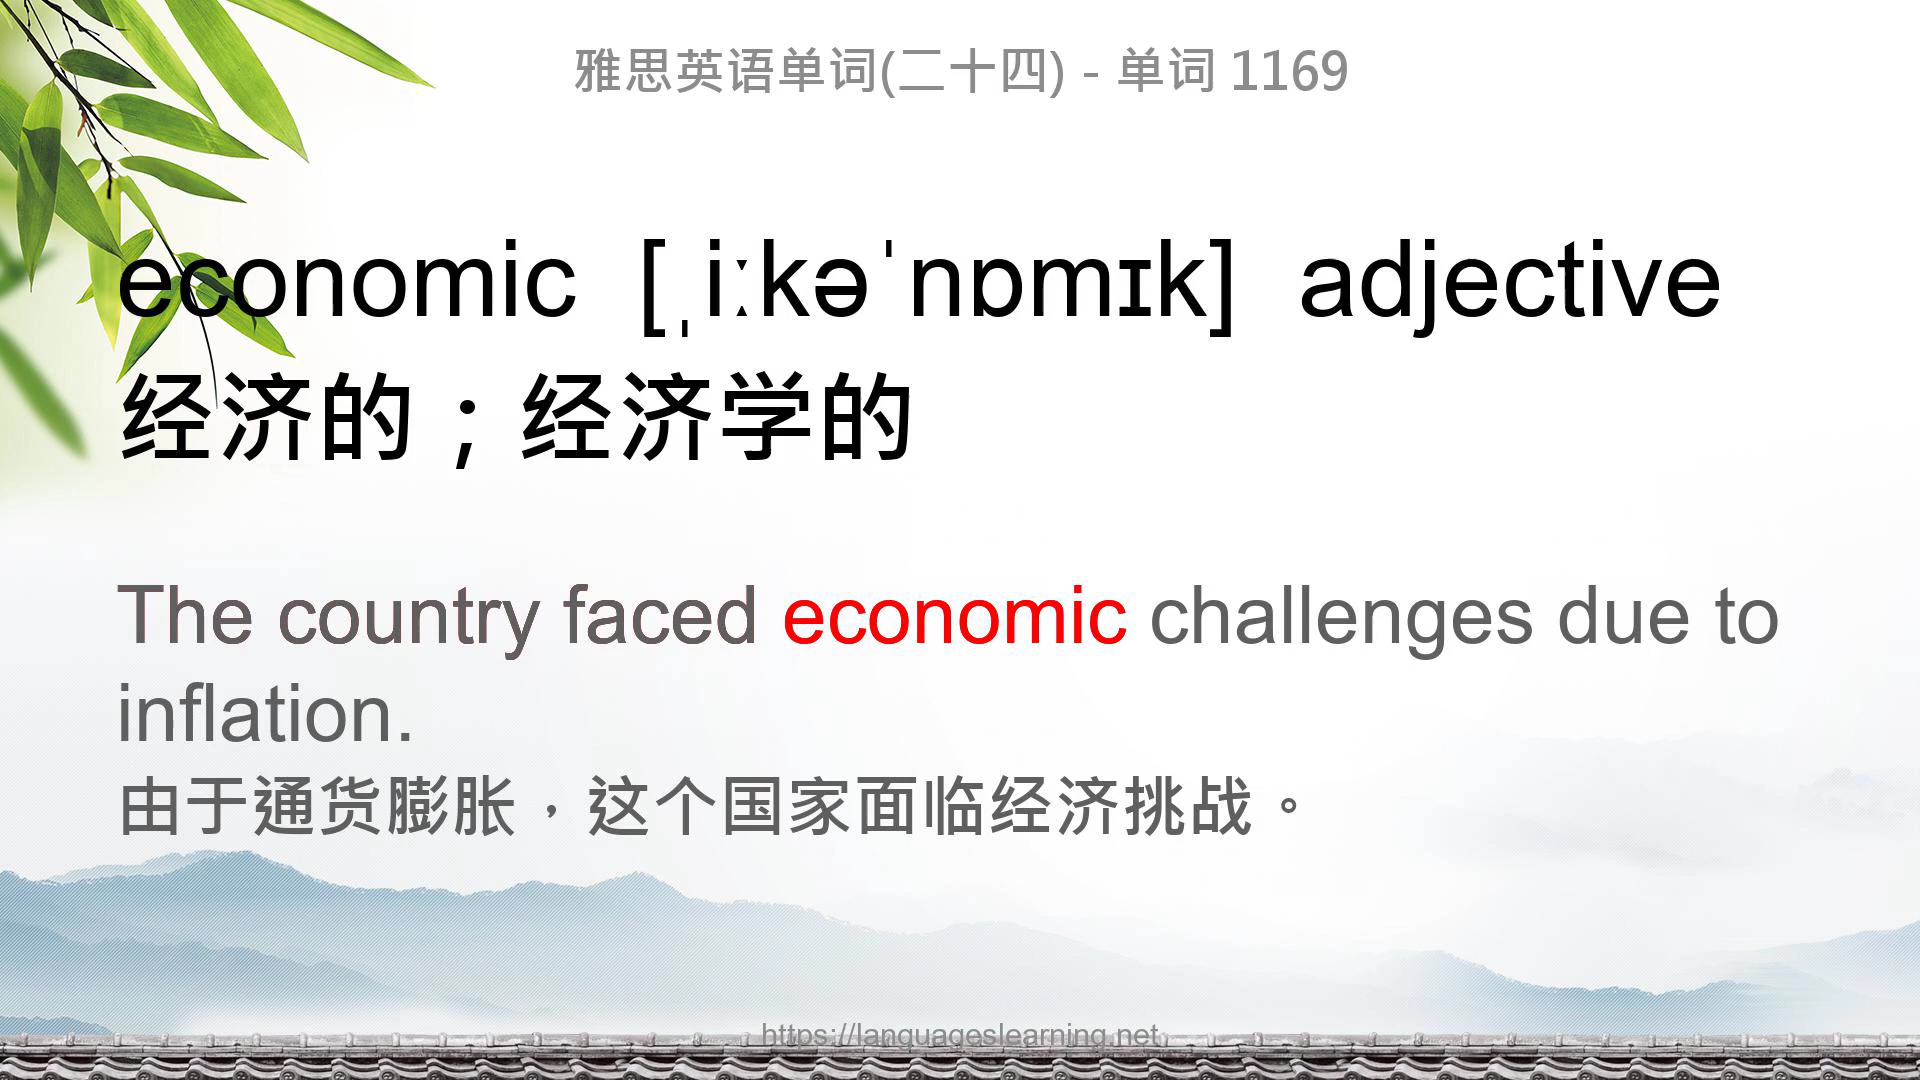 雅思英语单词(二十四) - 单词 1169
economic [ˌiːkəˈnɒmɪk] adjective
经济的；经济学的
The country faced economic challenges due to
inflation.
由于通货膨胀，这个国家面临经济挑战。
https://languageslearning.net